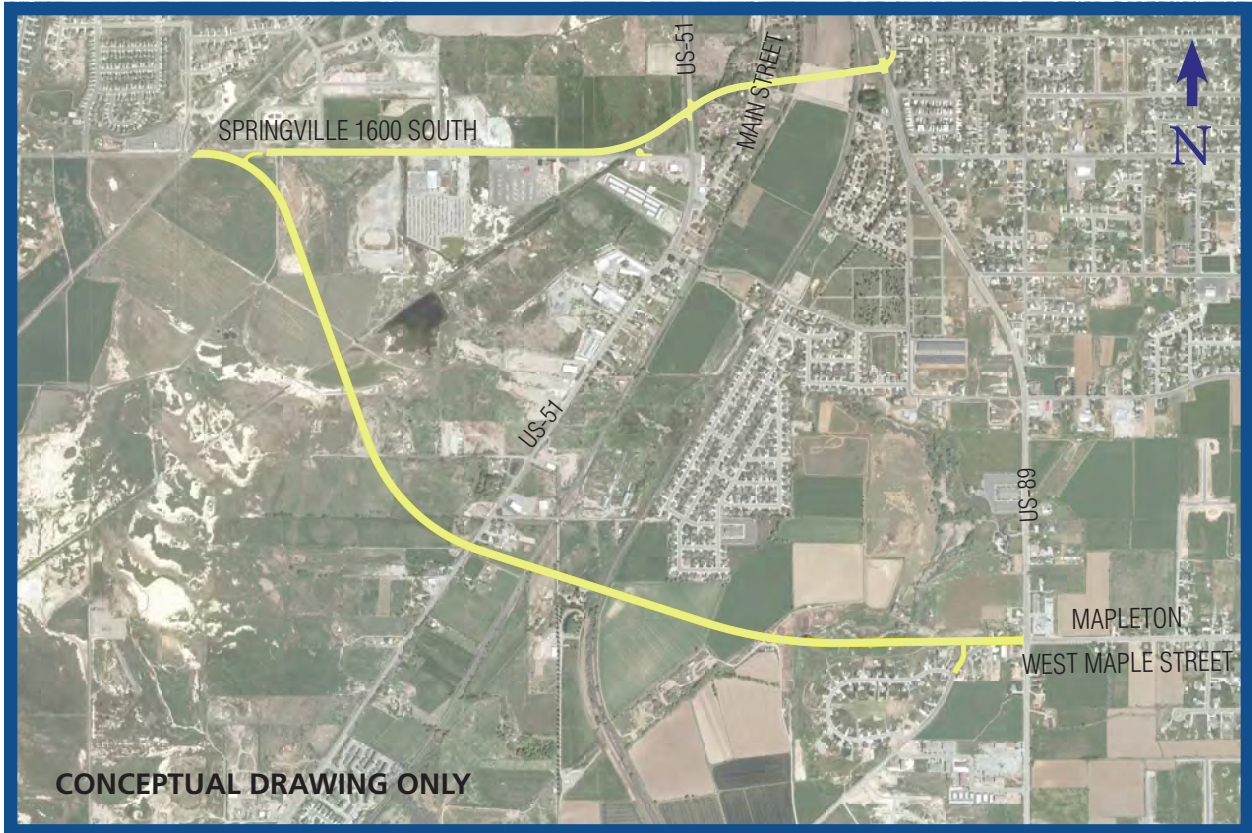 US-51
MAIN STREET
N
SPRINGVILLE 1600 SOUTH
US-51
US-89
MAPLETON
WEST MAPLE STREET
CONCEPTUAL DRAWING ONLY